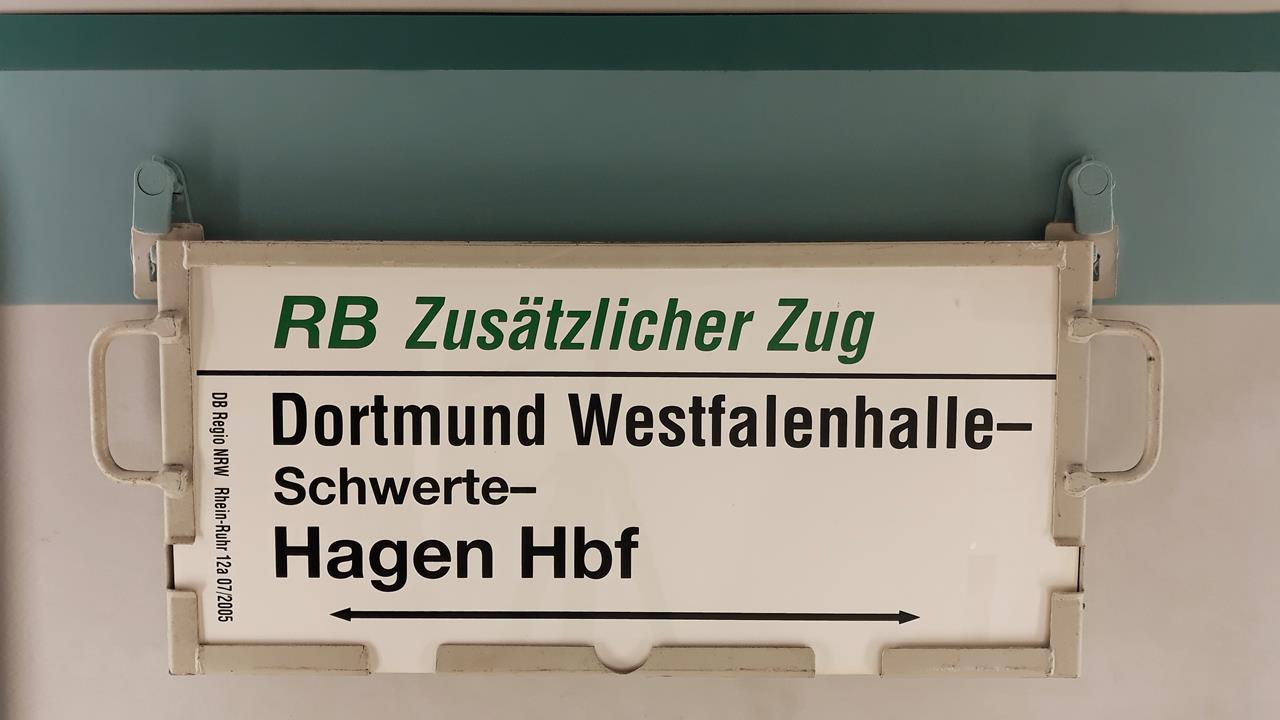 RB Zusätzlicher Zug
Dortmund Westfalenhalle–
Schwerte–
Hagen Hbf
DB Regio NRW Rhein-Ruhr 12a 07/2005